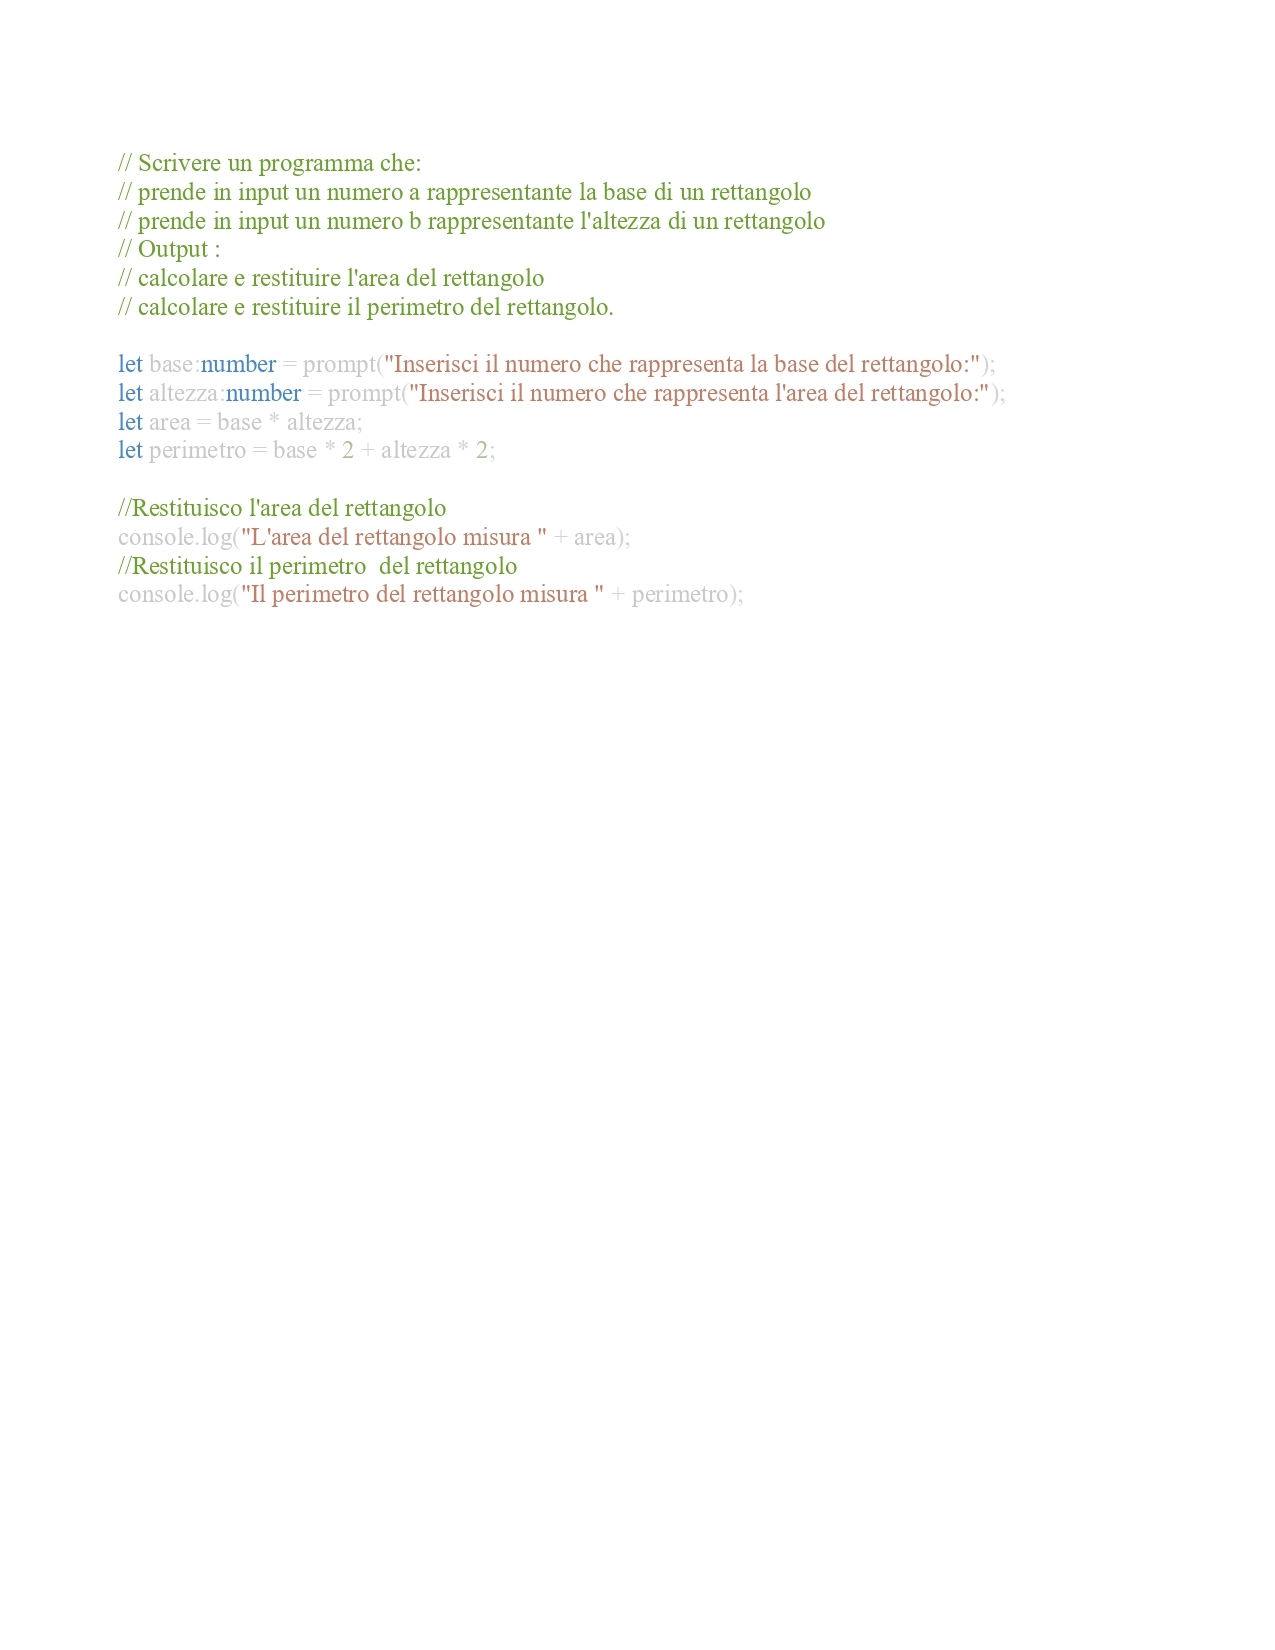 // Scrivere un programma che:
// prende in input un numero a rappresentante la base di un rettangolo
// prende in input un numero b rappresentante l'altezza di un rettangolo
// Output :
// calcolare e restituire l'area del rettangolo
// calcolare e restituire il perimetro del rettangolo.
let base:number = prompt("Inserisci il numero che rappresenta la base del rettangolo:");
let altezza:number = prompt("Inserisci il numero che rappresenta l'area del rettangolo:");
let area = base * altezza;
let perimetro = base * 2 + altezza * 2;
//Restituisco l'area del rettangolo
console.log("L'area del rettangolo misura " + area);
//Restituisco il perimetro  del rettangolo
console.log("Il perimetro del rettangolo misura " + perimetro);